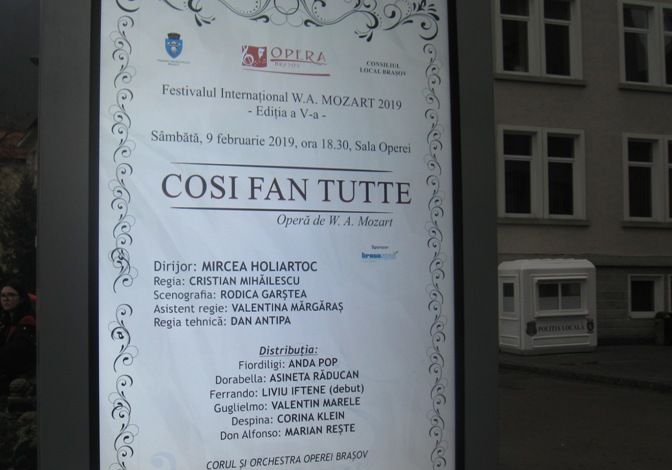 OPERA
BRAȘOV
CONSILIUL
LOCAL BRAȘOV
Festivalul Internațional W.A. MOZART 2019
- Ediția a V-a -
Sâmbătă, 9 februarie 2019, ora 18.30, Sala Operei
COSI FAN TUTTE
Operă de W. A. Mozart
Sponsor
Dirijor: MIRCEA HOLIARTOC
Regia: CRISTIAN MIHĂILESCU
Scenografia: RODICA GARȘTEA
Asistent regie: VALENTINA MĂRGĂRAȘ
Regia tehnică: DAN ANTIPA
Distribuția:
Fiordiligi: ANDA POP
Dorabella: ASINETA RĂDUCAN
Ferrando: LIVIU IFTENE (debut)
Guglielmo: VALENTIN MARELE
Despina: CORINA KLEIN
Don Alfonso: MARIAN REȘTE
CORUL ȘI ORCHESTRA OPEREI BRAȘOV
POLIȚIA LOCALĂ